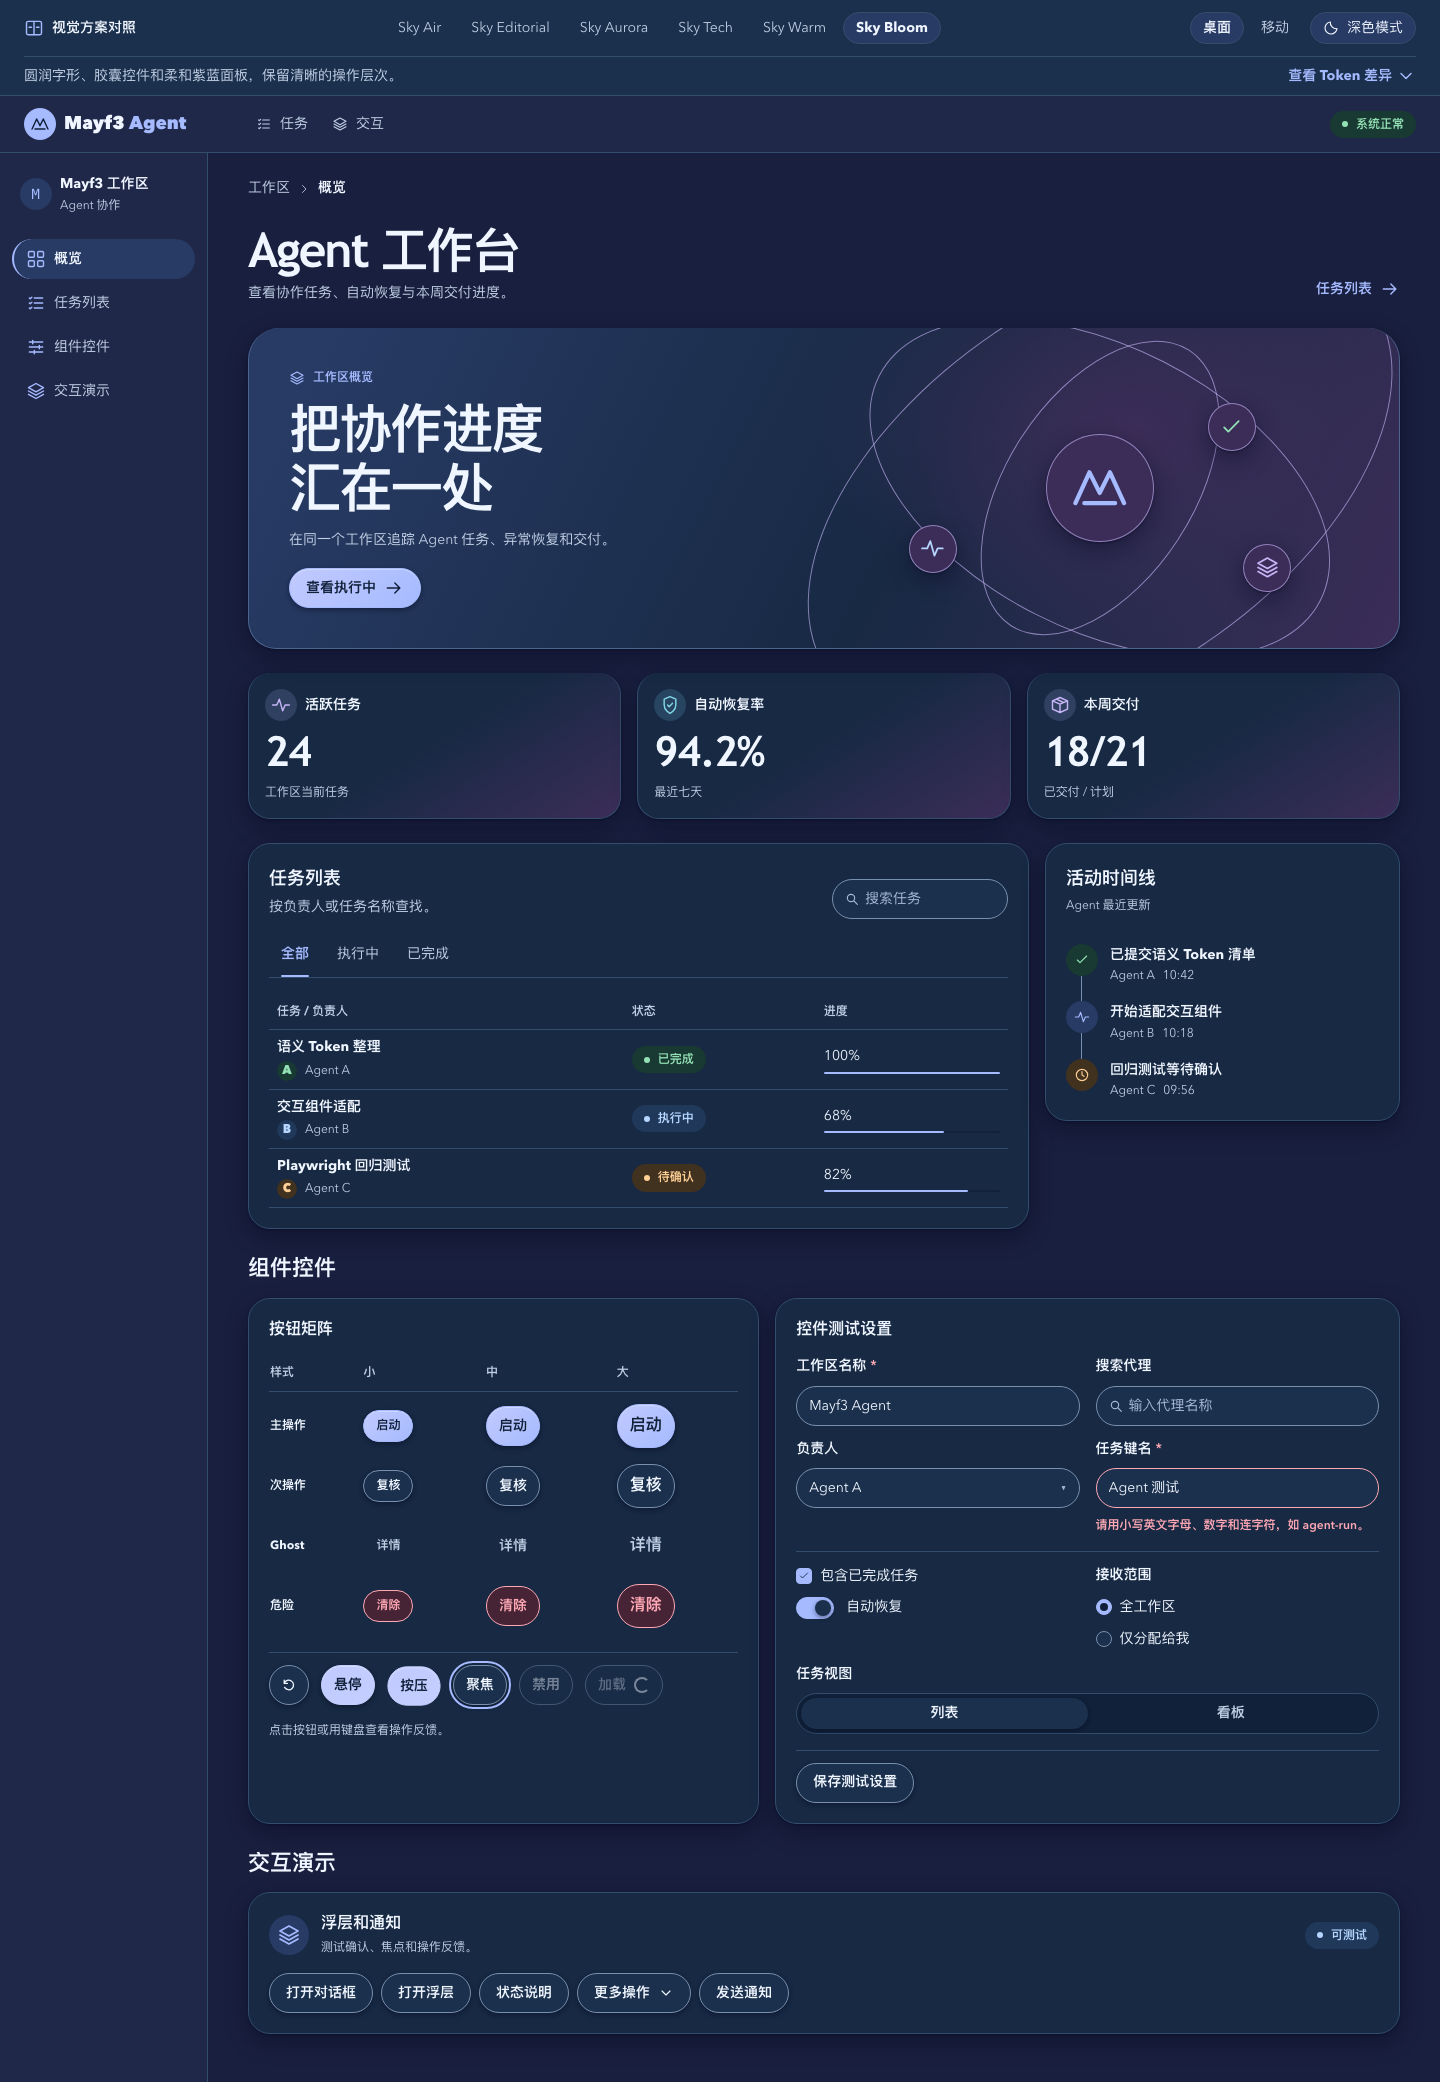 视觉方案对照
Sky Air
Sky Editorial
Sky Aurora
Sky Tech
Sky Warm
Sky Bloom
桌面
移动
深色模式
圆润字形、胶囊控件和柔和紫蓝面板，保留清晰的操作层次。
查看 Token 差异
Mayf3 Agent
任务
交互
系统正常
M
Mayf3 工作区
Agent 协作
概览
任务列表
组件控件
交互演示
工作区
概览
Agent 工作台
查看协作任务、自动恢复与本周交付进度。
任务列表
工作区概览
把协作进度
汇在一处
在同一个工作区追踪 Agent 任务、异常恢复和交付。
查看执行中
活跃任务
24
工作区当前任务
自动恢复率
94.2%
最近七天
本周交付
18/21
已交付 / 计划
任务列表
按负责人或任务名称查找。
搜索任务
全部
执行中
已完成
任务 / 负责人
状态
进度
语义 Token 整理
A Agent A
已完成
100%
交互组件适配
B Agent B
执行中
68%
Playwright 回归测试
C Agent C
待确认
82%
活动时间线
Agent 最近更新
已提交语义 Token 清单
Agent A 10:42
开始适配交互组件
Agent B 10:18
回归测试等待确认
Agent C 09:56
组件控件
按钮矩阵
样式
小
中
大
主操作
启动
启动
启动
次操作
复核
复核
复核
Ghost
详情
详情
详情
危险
清除
清除
清除
悬停
按压
聚焦
禁用
加载
点击按钮或用键盘查看操作反馈。
控件测试设置
工作区名称 *
Mayf3 Agent
搜索代理
输入代理名称
负责人
Agent A
任务键名 *
Agent 测试
请用小写英文字母、数字和连字符，如 agent-run。
包含已完成任务
自动恢复
接收范围
全工作区
仅分配给我
任务视图
列表
看板
保存测试设置
交互演示
浮层和通知
测试确认、焦点和操作反馈。
可测试
打开对话框
打开浮层
状态说明
更多操作
发送通知